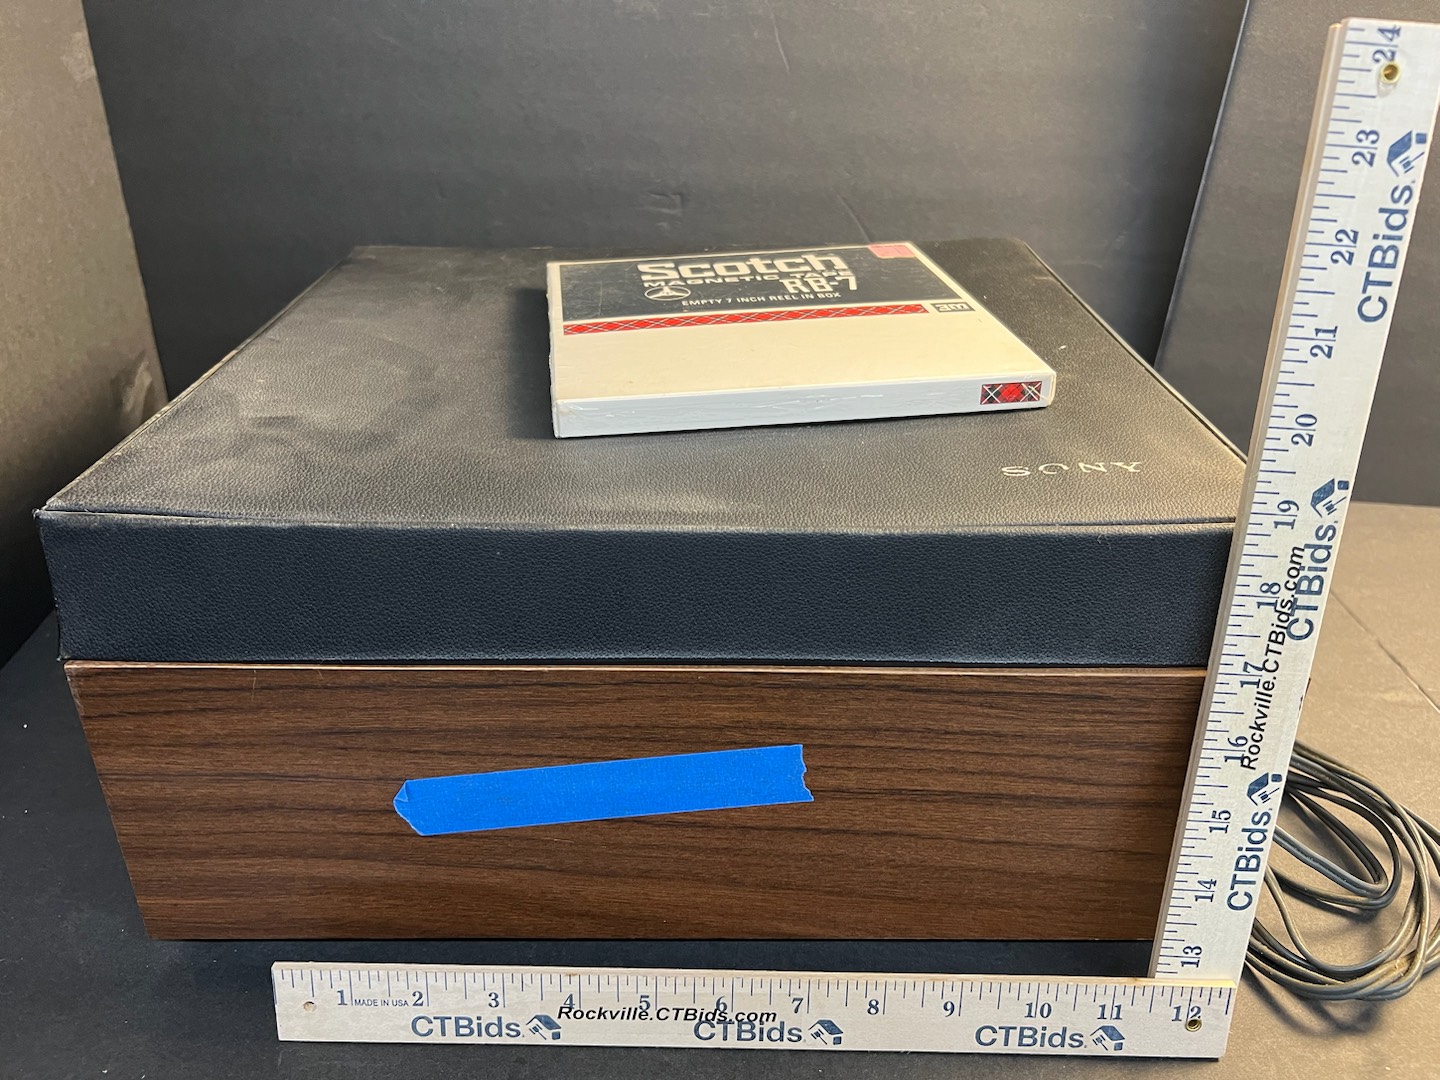 Scotch
MAGNETIC TAPE
RB-7
EMPTY 7 INCH REEL IN BOX
3M
SONY
24
23
CTBids.
22
21
20
19
CTBids.
18
17
Rockville.CTBids.com
16
15
CTBids.
14
13
1 MADE IN USA 2 3 4 5 6 7 8 9 10 11 12
Rockville.CTBids.com
CTBids. CTBids. CTBids.